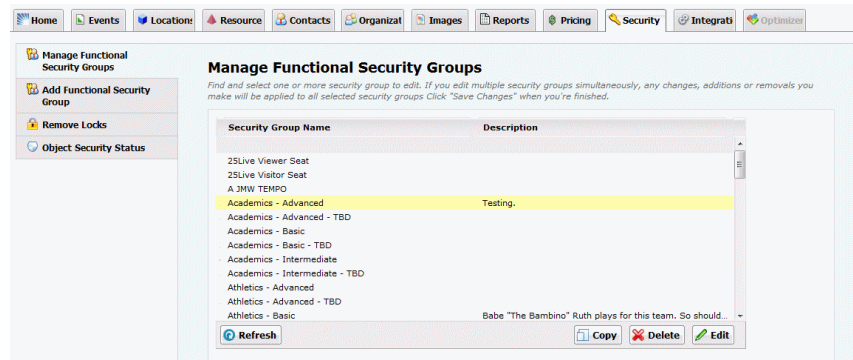 Home Events Location: Resource Contacts Organizat Images Reports Pricing Security Integrati Optimizer
Manage Functional
Security Groups
Add Functional Security
Group
Remove Locks
Object Security Status
Manage Functional Security Groups
Find and select one or more security group to edit. If you edit multiple security groups simultaneously, any changes, additions or removals you
make will be applied to all selected security groups Click "Save Changes" when you're finished.
Security Group Name Description
25Live Viewer Seat
25Live Visitor Seat
A JMW TEMPO
Academics - Advanced Testing.
Academics - Advanced - TBD
Academics - Basic
Academics - Basic - TBD
Academics - Intermediate
Academics - Intermediate - TBD
Athletics - Advanced
Athletics - Advanced - TBD
Athletics - Basic Babe "The Bambino" Ruth plays for this team. So should...
Refresh Copy Delete Edit